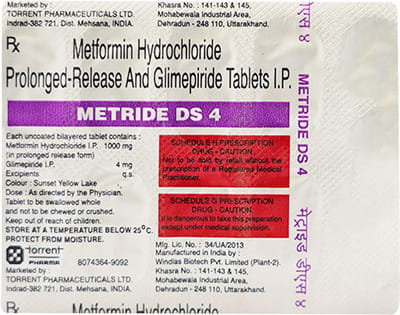 Marketed by :
TORRENT PHARMACEUTICALS LTD.
Indrad-382 721, Dist. Mehsana, INDIA.
Khasra No.: 141-143 & 145,
Mohabewala Industrial Area,
Dehradun - 248 110, Uttarakhand.
Rx
Metformin Hydrochloride
Prolonged-Release And Glimepiride Tablets I.P.
METRIDE DS 4
Each uncoated bilayered tablet contains :
Metformin Hydrochloride I.P. 1000 mg
(in prolonged release form)
Glimepiride I.P. 4 mg
Excipients q.s.
Colour : Sunset Yellow Lake
Dose : As directed by the Physician.
Tablet to be swallowed whole
and not to be crushed or chewed.
Keep out of reach of children.
STORE AT A TEMPERATURE BELOW 25°C.
PROTECT FROM MOISTURE.
SCHEDULE H PRESCRIPTION
DRUG - CAUTION
Not to be sold by retail without the
prescription of a Registered Medical
Practitioner.
SCHEDULE G PRESCRIPTION
DRUG - CAUTION
It is dangerous to take this preparation
except under medical supervision.
torrent
PHARMA
8074364-9092
Marketed by :
TORRENT PHARMACEUTICALS LTD.
Indrad-382 721, Dist. Mehsana, INDIA.
Mfg. Lic. No. : 34/UA/2013
Manufactured in India by :
Windlas Biotech Pvt. Limited (Plant-2).
Khasra No.: 141-143 & 145,
Mohabewala Industrial Area,
Dehradun - 248 110, Uttarakhand.
Rx
Metformin Hydrochloride
METRIDE DS 4
मेट्राइड डीएस ४
डीएस ४